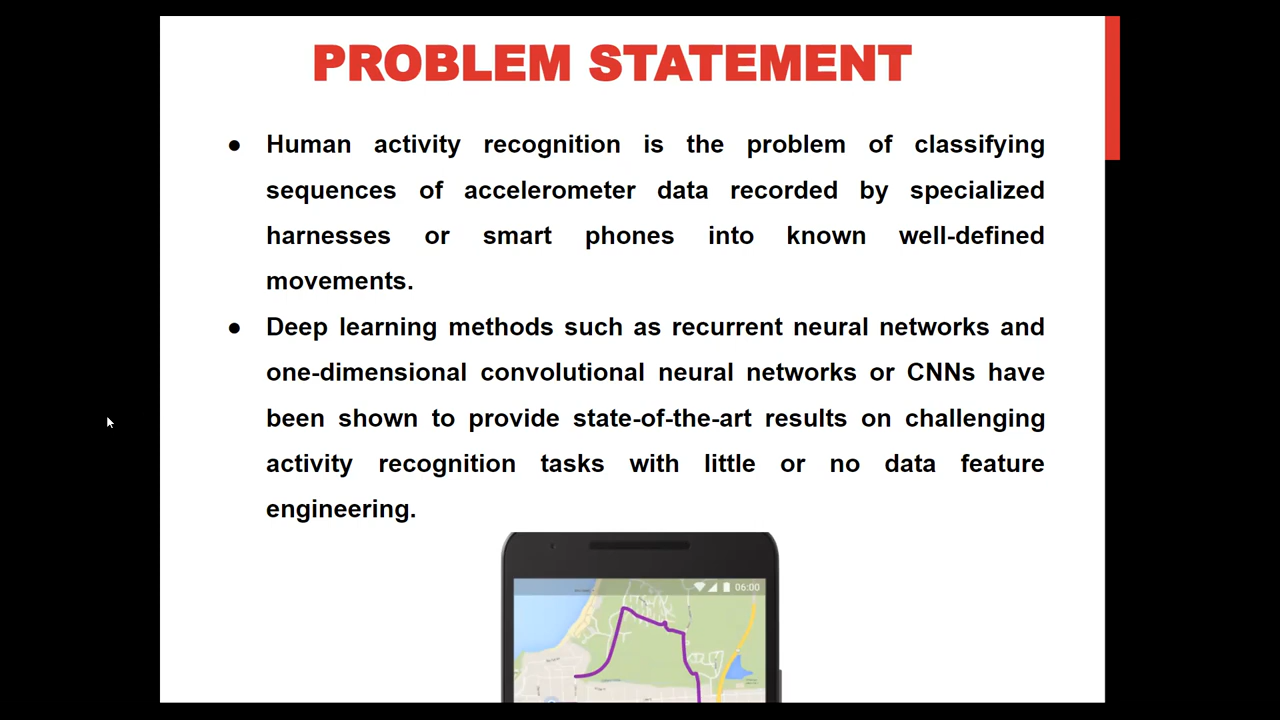 PROBLEM STATEMENT
● Human activity recognition is the problem of classifying
sequences of accelerometer data recorded by specialized
harnesses or smart phones into known well-defined
movements.
● Deep learning methods such as recurrent neural networks and
one-dimensional convolutional neural networks or CNNs have
been shown to provide state-of-the-art results on challenging
activity recognition tasks with little or no data feature
engineering.
06:00